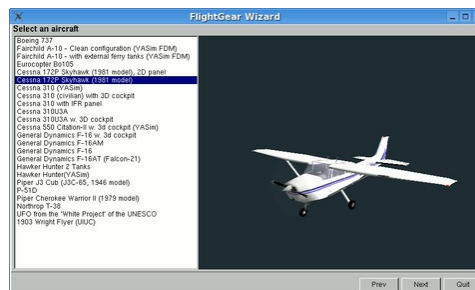 FlightGear Wizard
Select an aircraft
Boeing 737
Fairchild A-10 - Clean configuration (YASim FDM)
Fairchild A-10 - with external ferry tanks (YaSim FDM)
Eurocopter Bo105
Cessna 172P Skyhawk (1981 model), 2D panel
Cessna 172P Skyhawk (1981 model)
Cessna 310 (YASim)
Cessna 310 (civilian) with 3D cockpit
Cessna 310 with IFR panel
Cessna 310U3A
Cessna 310U3A w. 3D cockpit
Cessna 550 Citation-II w. 3d cockpit (YASim)
General Dynamics F-16 w. 3d cockpit
General Dynamics F-16AM
General Dynamics F-16
General Dynamics F-16AT (Falcon-21)
Hawker Hunter 2 Tanks
Hawker Hunter(YASim)
Piper J3 Cub (J3C-65, 1946 model)
P-51D
Piper Cherokee Warrior II (1979 model)
Northrop T-38
UFO from the 'White Project' of the UNESCO
1903 Wright Flyer (UIUC)
Prev Next Quit